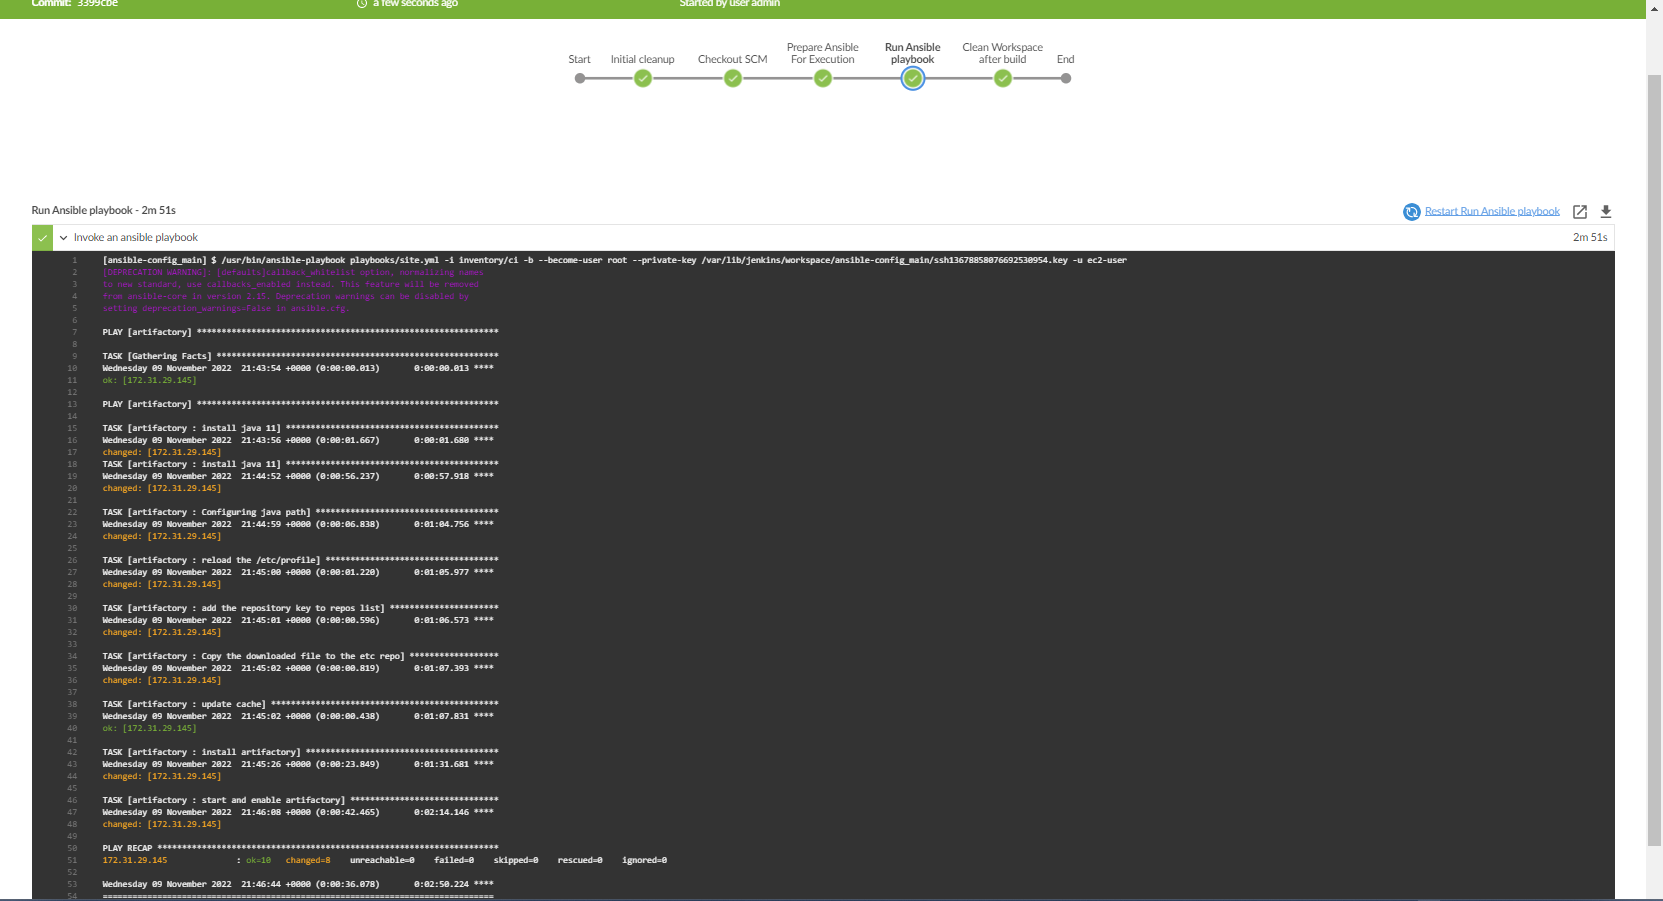 Commit: 3399cbe
a few seconds ago
Started by user admin
Start
Initial cleanup
Checkout SCM
Prepare Ansible
For Execution
Run Ansible
playbook
Clean Workspace
after build
End
Run Ansible playbook - 2m 51s
Restart Run Ansible playbook
Invoke an ansible playbook
2m 51s
1 [ansible-config_main] $ /usr/bin/ansible-playbook playbooks/site.yml -i inventory/ci -b --become-user root --private-key /var/lib/jenkins/workspace/ansible-config_main/ssh13678858076692530954.key -u ec2-user
2 [DEPRECATION WARNING]: [defaults]callback_whitelist option, normalizing names
3 to new standard, use callbacks_enabled instead. This feature will be removed
4 from ansible-core in version 2.15. Deprecation warnings can be disabled by
5 setting deprecation_warnings=False in ansible.cfg.
6
7 PLAY [artifactory] *************************************************************
8
9 TASK [Gathering Facts] *********************************************************
10 Wednesday 09 November 2022  21:43:54 +0000 (0:00:00.013)       0:00:00.013 ****
11 ok: [172.31.29.145]
12
13 PLAY [artifactory] *************************************************************
14
15 TASK [artifactory : install java 11] *******************************************
16 Wednesday 09 November 2022  21:43:56 +0000 (0:00:01.667)       0:00:01.680 ****
17 changed: [172.31.29.145]
18 TASK [artifactory : install java 11] *******************************************
19 Wednesday 09 November 2022  21:44:52 +0000 (0:00:56.237)       0:00:57.918 ****
20 changed: [172.31.29.145]
21
22 TASK [artifactory : Configuring java path] *************************************
23 Wednesday 09 November 2022  21:44:59 +0000 (0:00:06.838)       0:01:04.756 ****
24 changed: [172.31.29.145]
25
26 TASK [artifactory : reload the /etc/profile] ***********************************
27 Wednesday 09 November 2022  21:45:00 +0000 (0:00:01.220)       0:01:05.977 ****
28 changed: [172.31.29.145]
29
30 TASK [artifactory : add the repository key to repos list] **********************
31 Wednesday 09 November 2022  21:45:01 +0000 (0:00:00.596)       0:01:06.573 ****
32 changed: [172.31.29.145]
33
34 TASK [artifactory : Copy the downloaded file to the etc repo] ******************
35 Wednesday 09 November 2022  21:45:02 +0000 (0:00:00.819)       0:01:07.393 ****
36 changed: [172.31.29.145]
37
38 TASK [artifactory : update cache] **********************************************
39 Wednesday 09 November 2022  21:45:02 +0000 (0:00:00.438)       0:01:07.831 ****
40 ok: [172.31.29.145]
41
42 TASK [artifactory : install artifactory] ***************************************
43 Wednesday 09 November 2022  21:45:26 +0000 (0:00:23.849)       0:01:31.681 ****
44 changed: [172.31.29.145]
45
46 TASK [artifactory : start and enable artifactory] ******************************
47 Wednesday 09 November 2022  21:46:08 +0000 (0:00:42.465)       0:02:14.146 ****
48 changed: [172.31.29.145]
49
50 PLAY RECAP *********************************************************************
51 172.31.29.145              : ok=10   changed=8    unreachable=0    failed=0    skipped=0    rescued=0    ignored=0
52
53 Wednesday 09 November 2022  21:46:44 +0000 (0:00:36.078)       0:02:50.224 ****
54 ===============================================================================